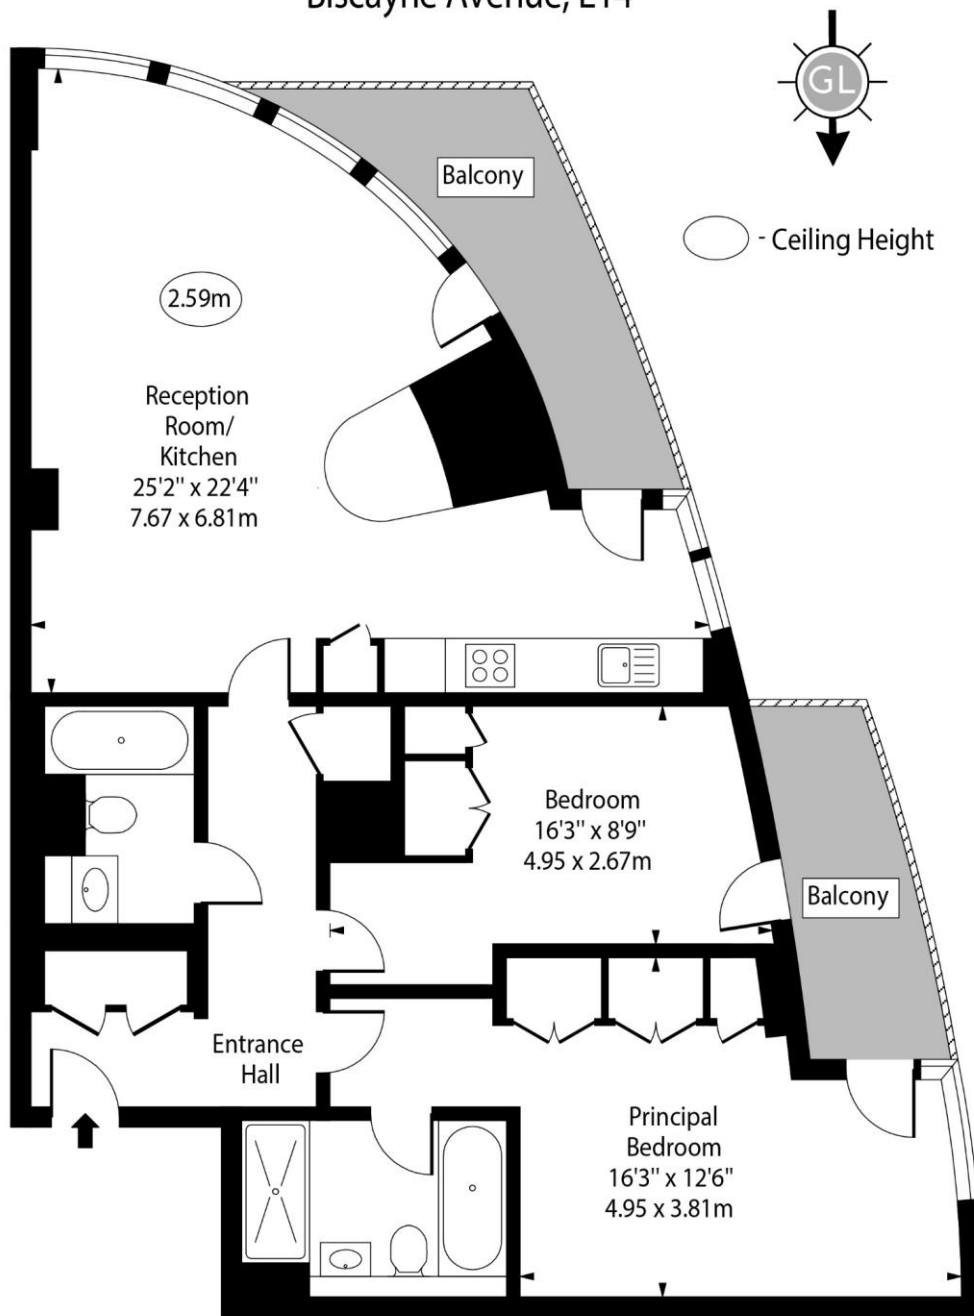 Biscayne Avenue, E14
GL
Balcony
- Ceiling Height
2.59m
Reception
Room/
Kitchen
25'2" x 22'4"
7.67 x 6.81m
Bedroom
16'3" x 8'9"
4.95 x 2.67m
Balcony
Entrance
Hall
Principal
Bedroom
16'3" x 12'6"
4.95 x 3.81m